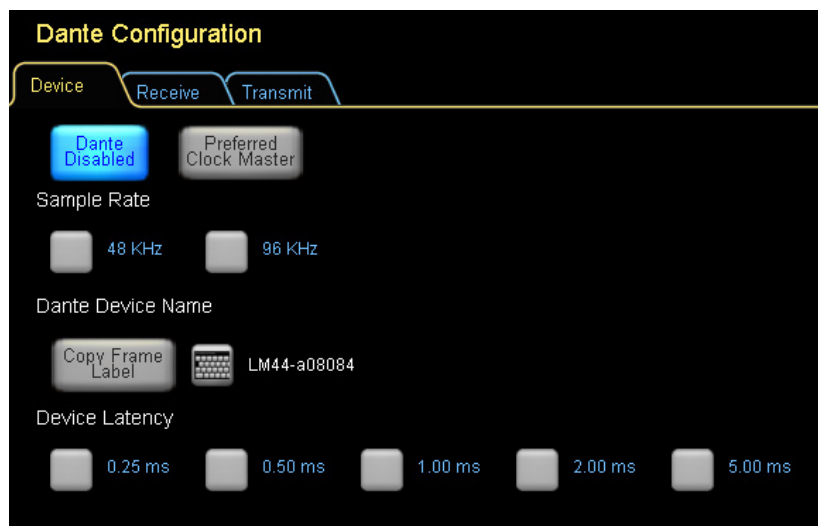 Dante Configuration
Device Receive Transmit
Dante
Disabled
Preferred
Clock Master
Sample Rate
48 KHz 96 KHz
Dante Device Name
Copy Frame
Label
LM44-a08084
Device Latency
0.25 ms 0.50 ms 1.00 ms 2.00 ms 5.00 ms